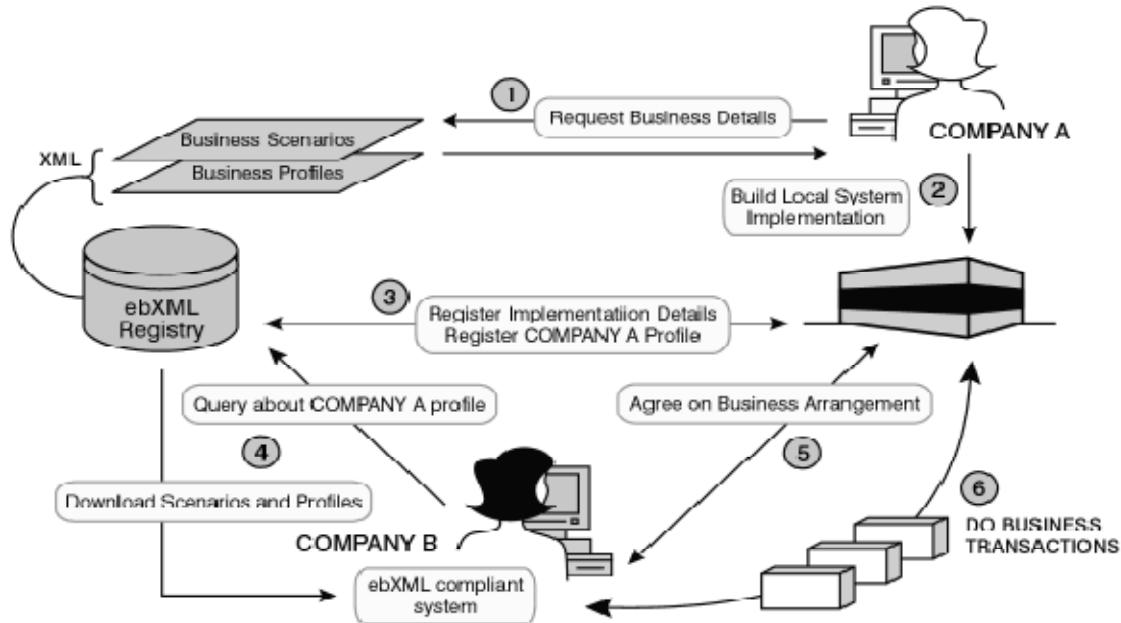 1
Request Business Details
COMPANY A
Business Scenarios
XML
Business Profiles
Build Local System
Implementation
2
ebXML
Registry
3
Register Implementatiion Details
Register COMPANY A Profile
Query about COMPANY A profile
Agree on Business Arrangement
4
5
Download Scenarios and Profiles
6
DO BUSINESS
TRANSACTIONS
COMPANY B
ebXML compliant
system